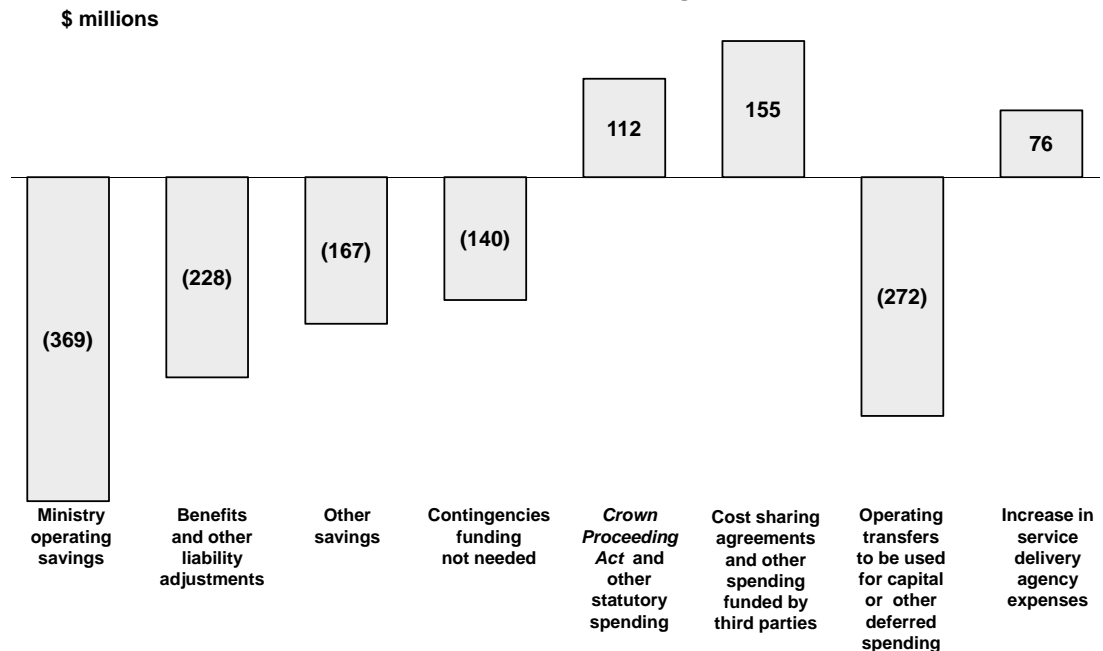 $ millions
112
155
76
(369)
(228)
(167)
(140)
(272)
Ministry
operating
savings
Benefits
and other
liability
adjustments
Other
savings
Contingencies
funding
not needed
Crown
Proceeding
Act and
other
statutory
spending
Cost sharing
agreements
and other
spending
funded by
third parties
Operating
transfers
to be used
for capital
or other
deferred
spending
Increase in
service
delivery
agency
expenses